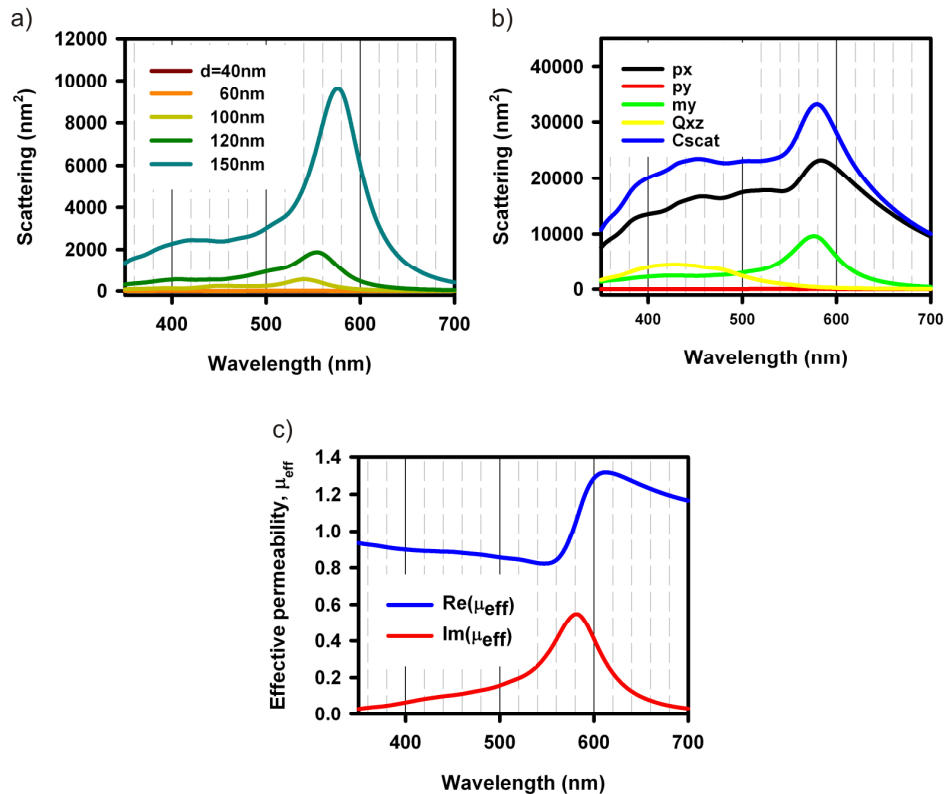 a)
12000
10000
8000
6000
4000
2000
0
Scattering (nm²)
d=40nm
60nm
100nm
120nm
150nm
400 500 600 700
Wavelength (nm)
b)
40000
30000
20000
10000
0
Scattering (nm²)
px
py
my
Qxz
Cscat
400 500 600 700
Wavelength (nm)
c)
1.4
1.2
1.0
0.8
0.6
0.4
0.2
0.0
Effective permeability, μeff
Re(μeff)
Im(μeff)
400 500 600 700
Wavelength (nm)